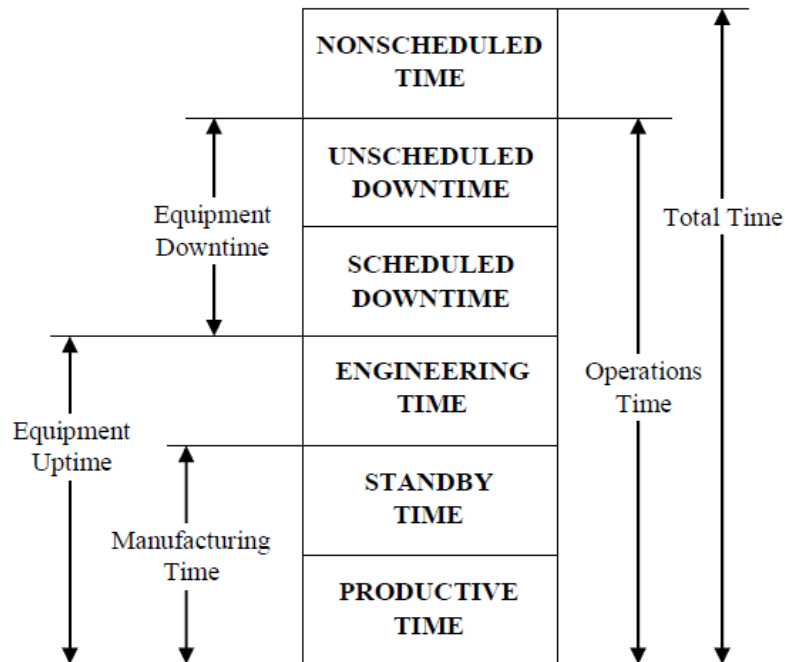 NONSCHEDULED
TIME
UNSCHEDULED
DOWNTIME
Equipment
Downtime
Total Time
SCHEDULED
DOWNTIME
ENGINEERING
TIME
Operations
Time
Equipment
Uptime
STANDBY
TIME
Manufacturing
Time
PRODUCTIVE
TIME